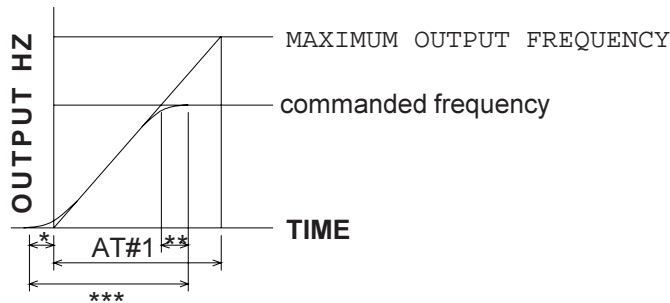 OUTPUT HZ
MAXIMUM OUTPUT FREQUENCY
commanded frequency
TIME
* AT#1 **
***